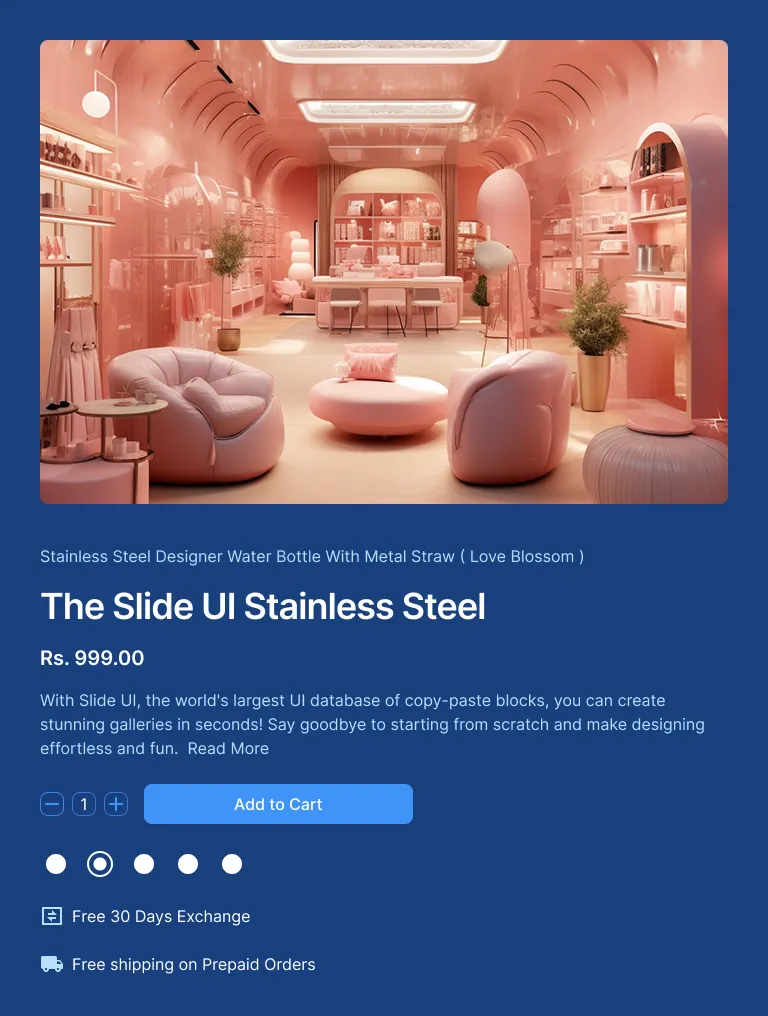 Stainless Steel Designer Water Bottle With Metal Straw ( Love Blossom )
The Slide UI Stainless Steel
Rs. 999.00
With Slide UI, the world's largest UI database of copy-paste blocks, you can create
stunning galleries in seconds! Say goodbye to starting from scratch and make designing
effortless and fun. Read More
1 Add to Cart
Free 30 Days Exchange
Free shipping on Prepaid Orders